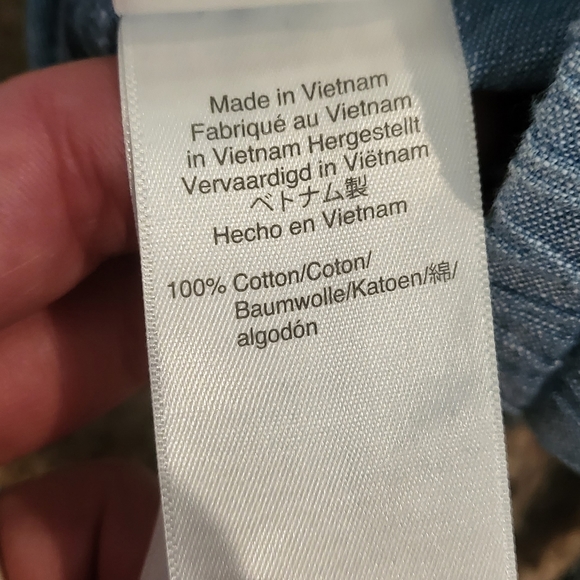 Made in Vietnam
Fabriqué au Vietnam
in Vietnam Hergestellt
Vervaardigd in Viëtnam
ベトナム製
Hecho en Vietnam
100% Cotton/Coton/
Baumwolle/Katoen/綿/
algodón